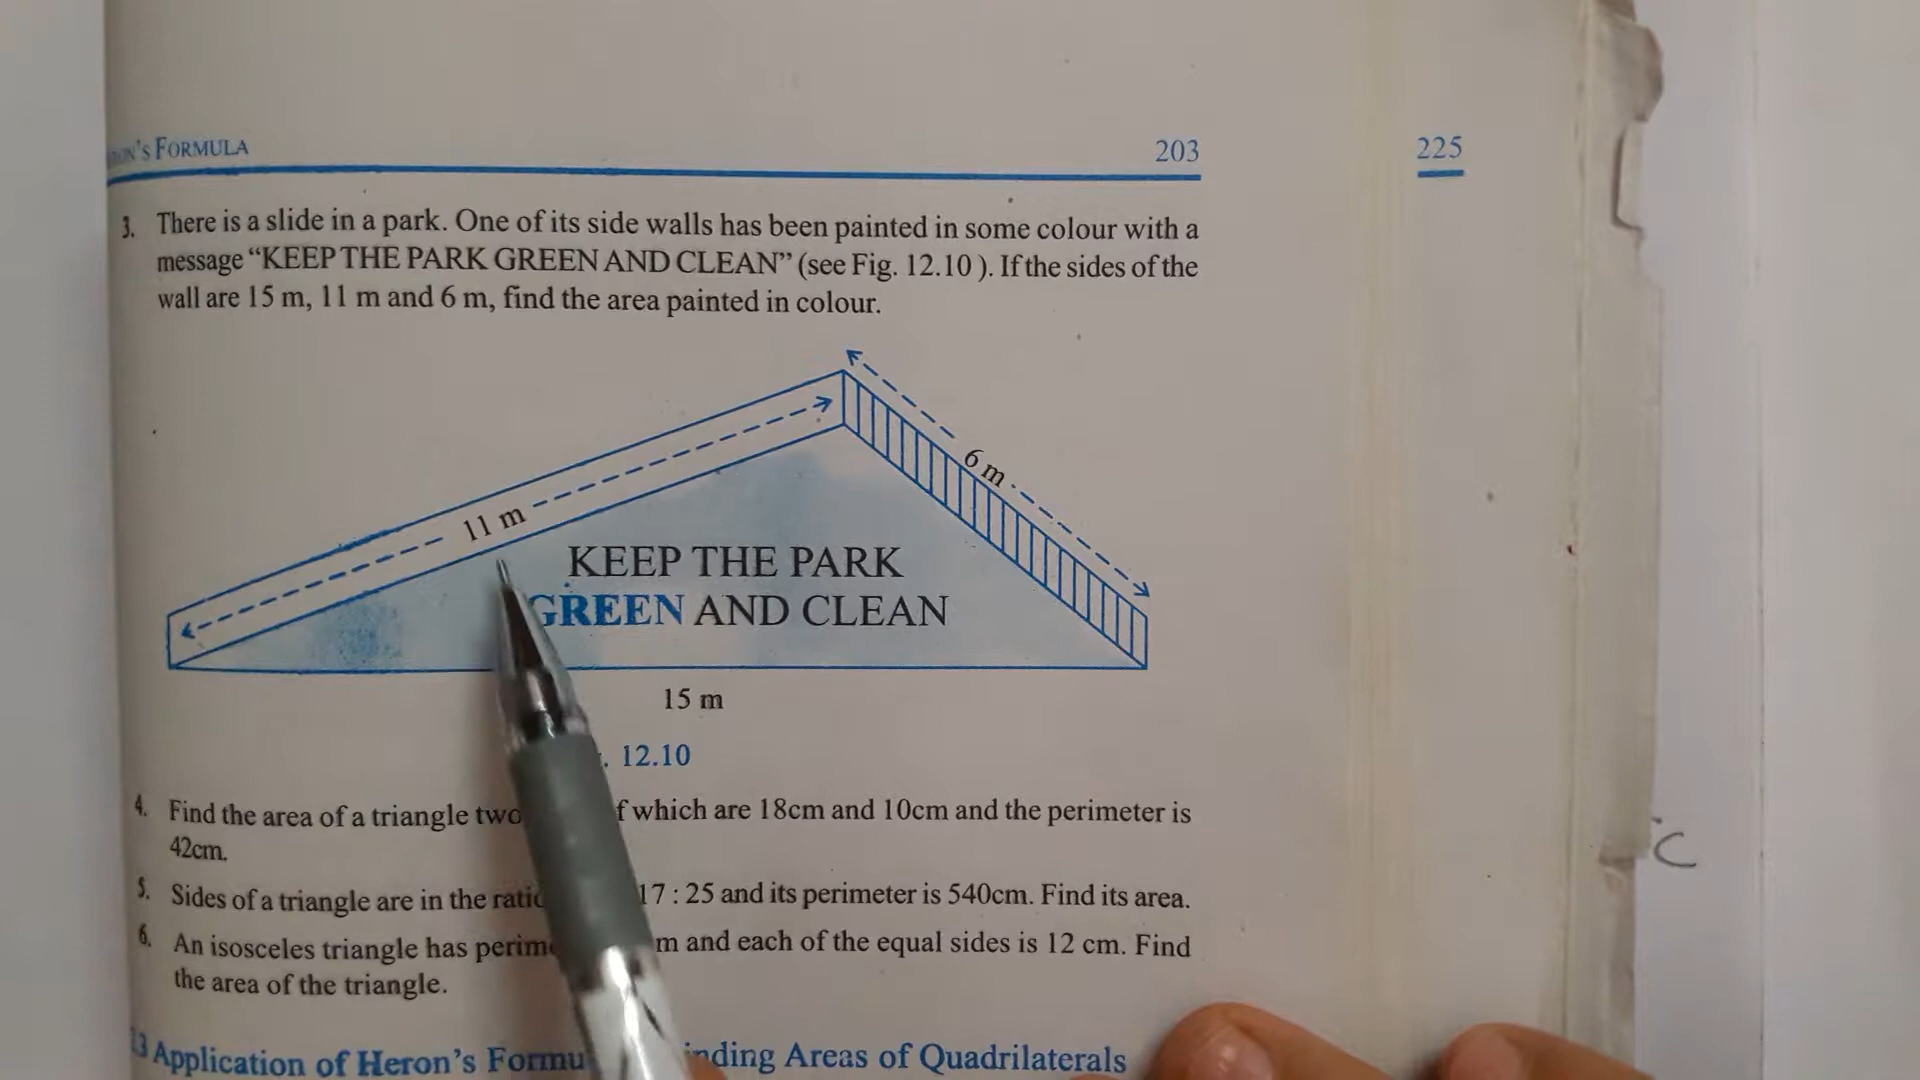 's FORMULA 203 225
3. There is a slide in a park. One of its side walls has been painted in some colour with a
message “KEEP THE PARK GREEN AND CLEAN” (see Fig. 12.10 ). If the sides of the
wall are 15 m, 11 m and 6 m, find the area painted in colour.
6 m
11 m
KEEP THE PARK
GREEN AND CLEAN
15 m
. 12.10
4. Find the area of a triangle two f which are 18cm and 10cm and the perimeter is
42cm.
5. Sides of a triangle are in the ratio 17 : 25 and its perimeter is 540cm. Find its area.
6. An isosceles triangle has perim m and each of the equal sides is 12 cm. Find
the area of the triangle.
.3 Application of Heron’s Formu nding Areas of Quadrilaterals
c